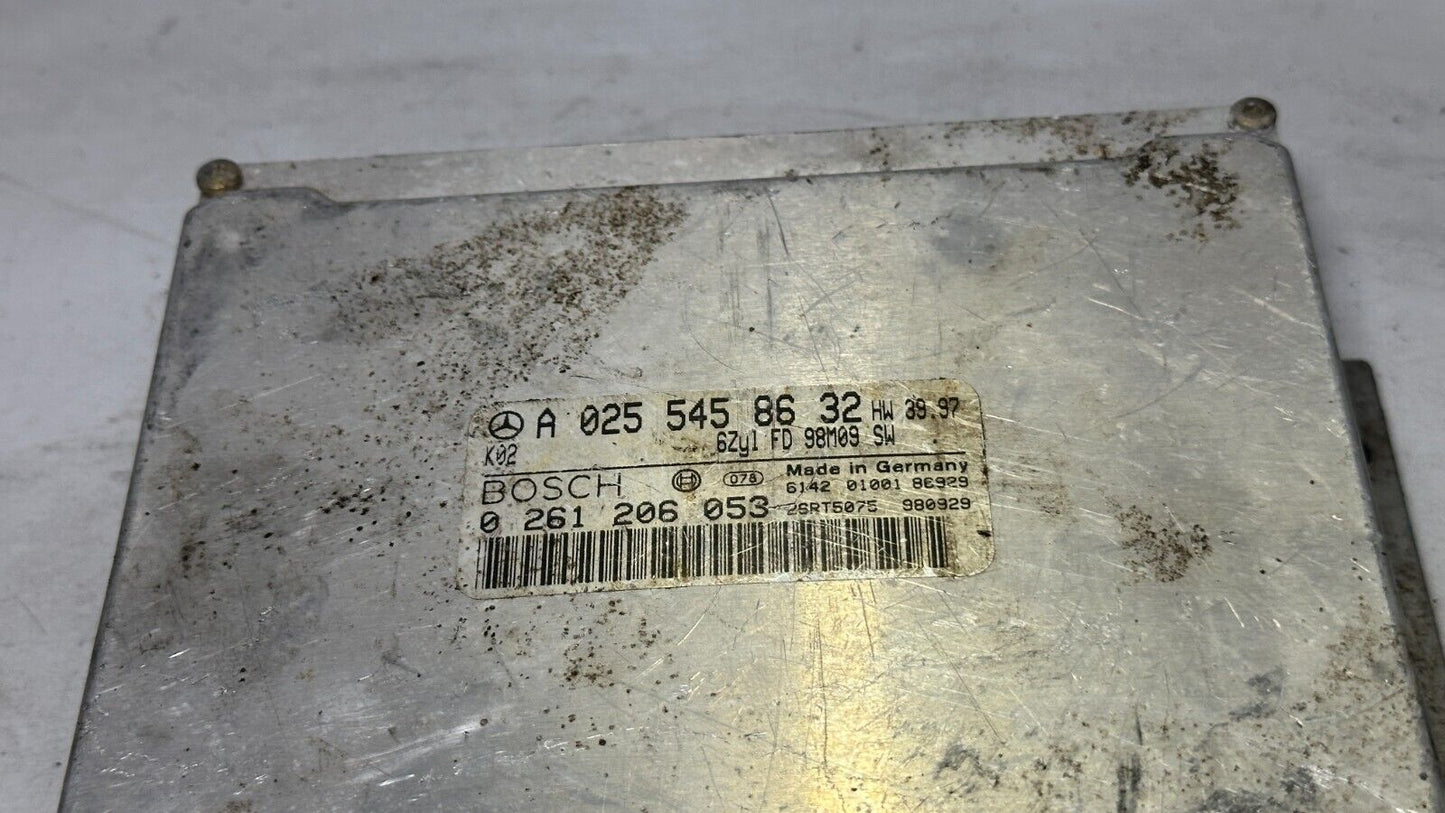 A 025 545 86 32 HW 39.97
K02 6Zyl FD 98M09 SW
BOSCH 078 Made in Germany
6142 01001 86929
0 261 206 053 2SRT5075 980929